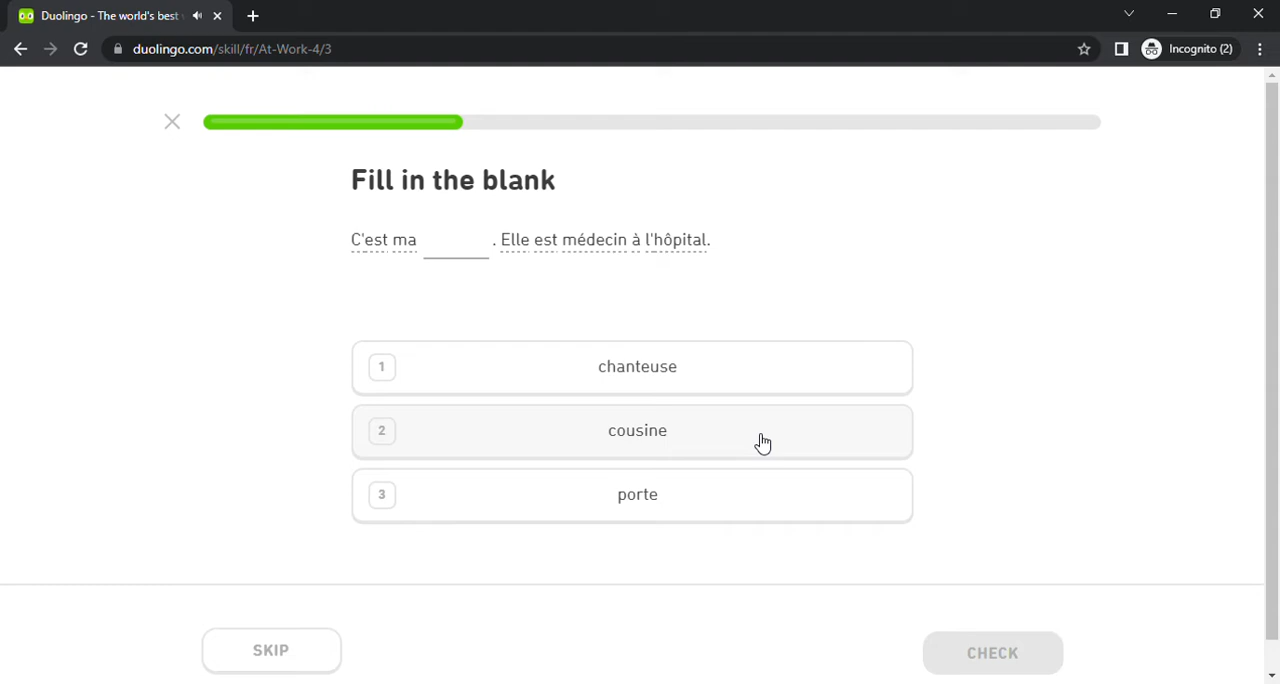 Duolingo - The world's best
duolingo.com/skill/fr/At-Work-4/3
Incognito (2)
Fill in the blank
C'est ma ______ . Elle est médecin à l'hôpital.
1 chanteuse
2 cousine
3 porte
SKIP
CHECK